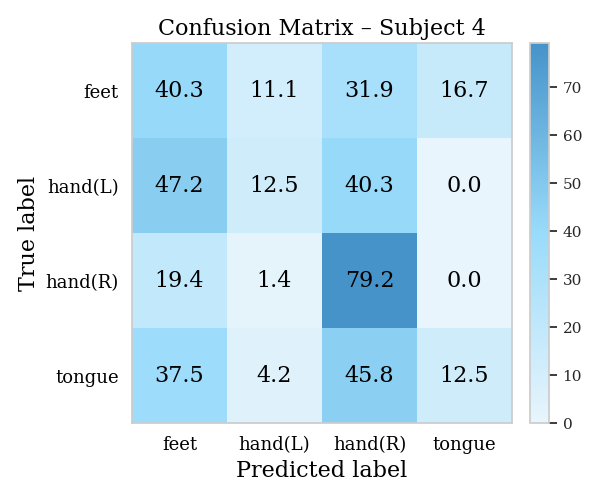 Confusion Matrix – Subject 4
feet 40.3 11.1 31.9 16.7
hand(L) 47.2 12.5 40.3 0.0
hand(R) 19.4 1.4 79.2 0.0
tongue 37.5 4.2 45.8 12.5
feet hand(L) hand(R) tongue
Predicted label
True label
70
60
50
40
30
20
10
0